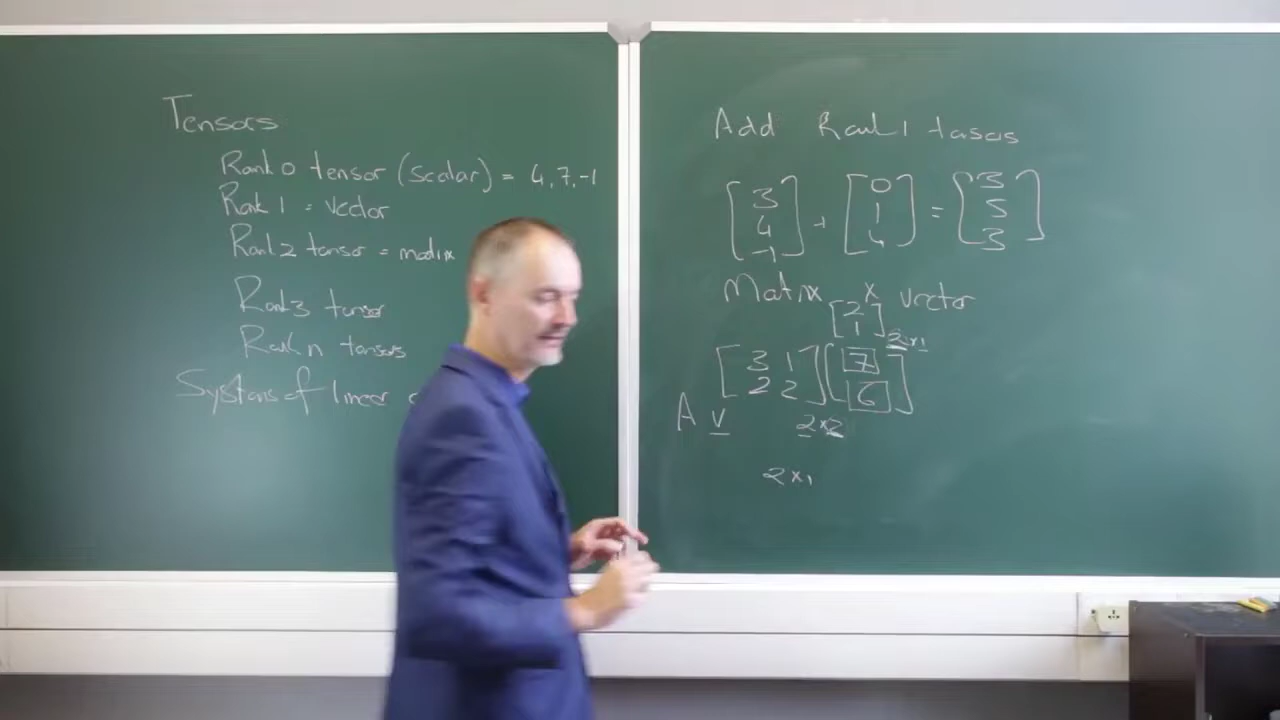 Tensors
Rank 0 tensor (scalar) = 4, 7, -1
Rank 1 = vector
Rank 2 tensor = matrix
Rank 3 tensor
Rank n tensors
Systems of linear
Add Rank 1 tensors
[3 4 -1] + [0 1 4] = [3 5 3]
Matrix x vector
[2 1] 2x1
[3 1 2 2] [7 6]
A v 2x2
2x1